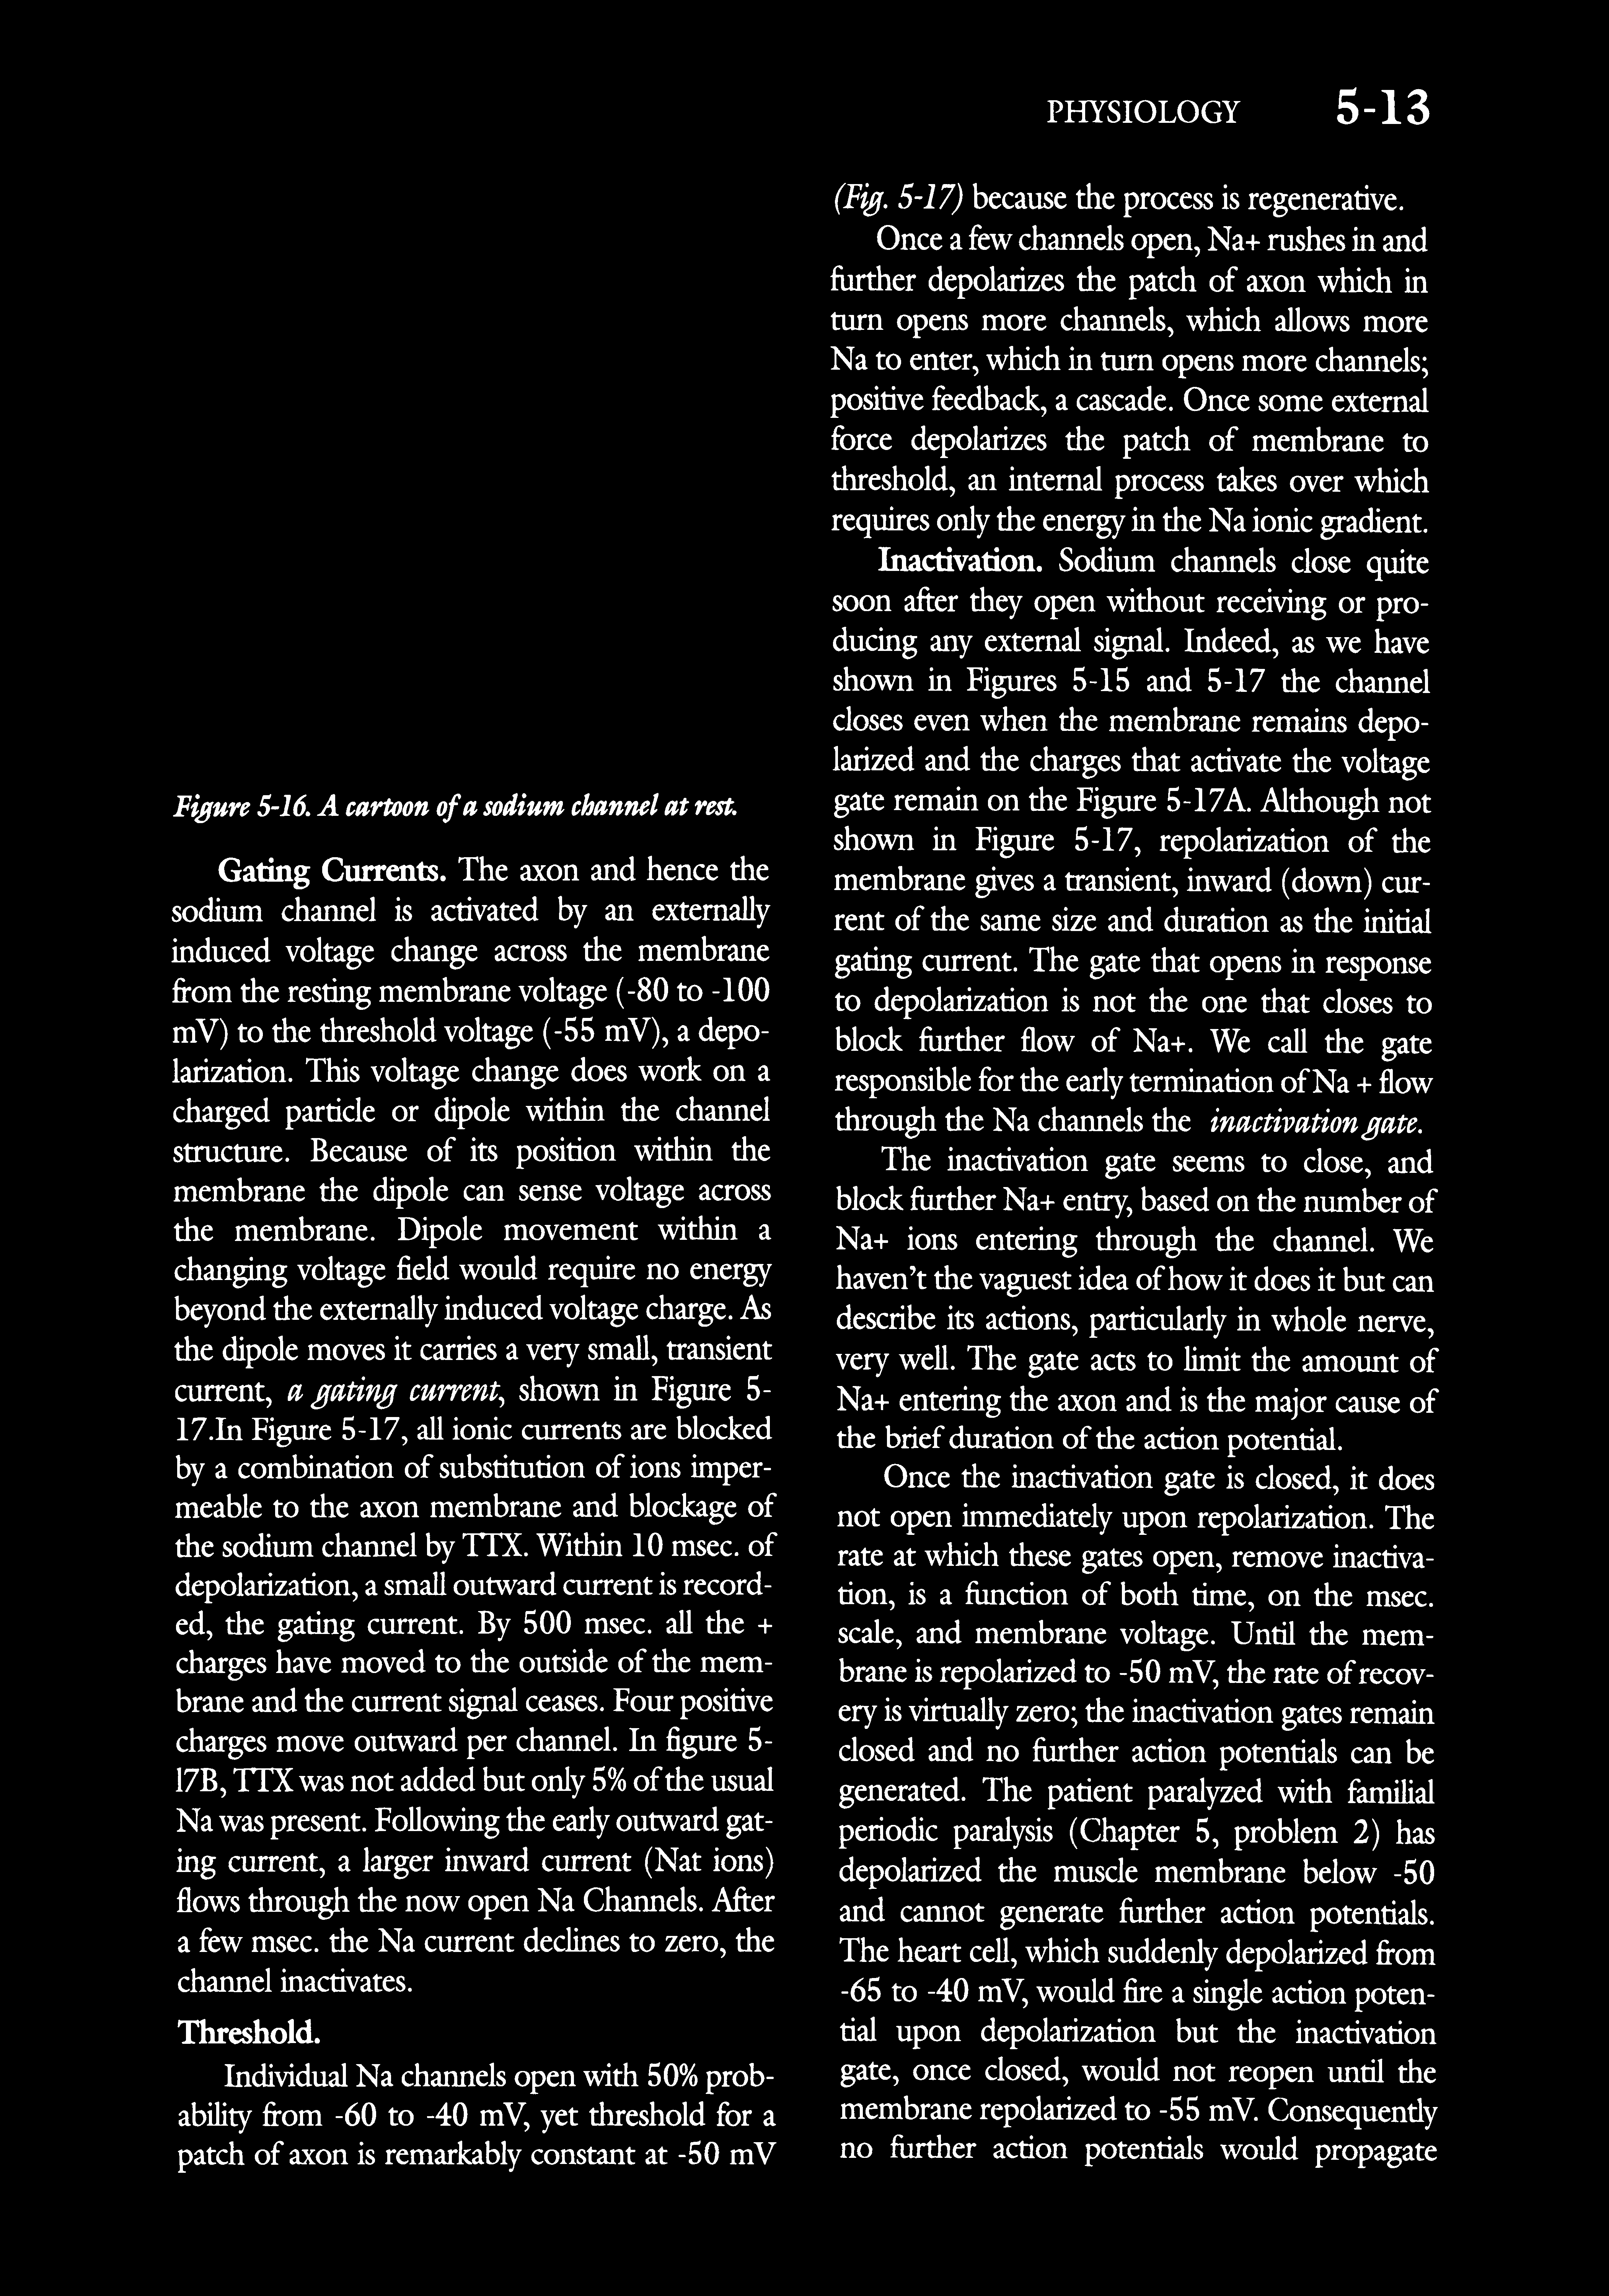 PHYSIOLOGY 5-13
Figure 5-16. A cartoon of a sodium channel at rest.
Gating Currents. The axon and hence the
sodium channel is activated by an externally
induced voltage change across the membrane
from the resting membrane voltage (-80 to -100
mV) to the threshold voltage (-55 mV), a depo-
larization. This voltage change does work on a
charged particle or dipole within the channel
structure. Because of its position within the
membrane the dipole can sense voltage across
the membrane. Dipole movement within a
changing voltage field would require no energy
beyond the externally induced voltage charge. As
the dipole moves it carries a very small, transient
current, a gating current, shown in Figure 5-
17.In Figure 5-17, all ionic currents are blocked
by a combination of substitution of ions imper-
meable to the axon membrane and blockage of
the sodium channel by TTX. Within 10 msec. of
depolarization, a small outward current is record-
ed, the gating current. By 500 msec. all the +
charges have moved to the outside of the mem-
brane and the current signal ceases. Four positive
charges move outward per channel. In figure 5-
17B, TTX was not added but only 5% of the usual
Na was present. Following the early outward gat-
ing current, a larger inward current (Nat ions)
flows through the now open Na Channels. After
a few msec. the Na current declines to zero, the
channel inactivates.
Threshold.
Individual Na channels open with 50% prob-
ability from -60 to -40 mV, yet threshold for a
patch of axon is remarkably constant at -50 mV
(Fig. 5-17) because the process is regenerative.
Once a few channels open, Na+ rushes in and
further depolarizes the patch of axon which in
turn opens more channels, which allows more
Na to enter, which in turn opens more channels;
positive feedback, a cascade. Once some external
force depolarizes the patch of membrane to
threshold, an internal process takes over which
requires only the energy in the Na ionic gradient.
Inactivation. Sodium channels close quite
soon after they open without receiving or pro-
ducing any external signal. Indeed, as we have
shown in Figures 5-15 and 5-17 the channel
closes even when the membrane remains depo-
larized and the charges that activate the voltage
gate remain on the Figure 5-17A. Although not
shown in Figure 5-17, repolarization of the
membrane gives a transient, inward (down) cur-
rent of the same size and duration as the initial
gating current. The gate that opens in response
to depolarization is not the one that closes to
block further flow of Na+. We call the gate
responsible for the early termination of Na + flow
through the Na channels the inactivation gate.
The inactivation gate seems to close, and
block further Na+ entry, based on the number of
Na+ ions entering through the channel. We
haven't the vaguest idea of how it does it but can
describe its actions, particularly in whole nerve,
very well. The gate acts to limit the amount of
Na+ entering the axon and is the major cause of
the brief duration of the action potential.
Once the inactivation gate is closed, it does
not open immediately upon repolarization. The
rate at which these gates open, remove inactiva-
tion, is a function of both time, on the msec.
scale, and membrane voltage. Until the mem-
brane is repolarized to -50 mV, the rate of recov-
ery is virtually zero; the inactivation gates remain
closed and no further action potentials can be
generated. The patient paralyzed with familial
periodic paralysis (Chapter 5, problem 2) has
depolarized the muscle membrane below -50
and cannot generate further action potentials.
The heart cell, which suddenly depolarized from
-65 to -40 mV, would fire a single action poten-
tial upon depolarization but the inactivation
gate, once closed, would not reopen until the
membrane repolarized to -55 mV. Consequently
no further action potentials would propagate